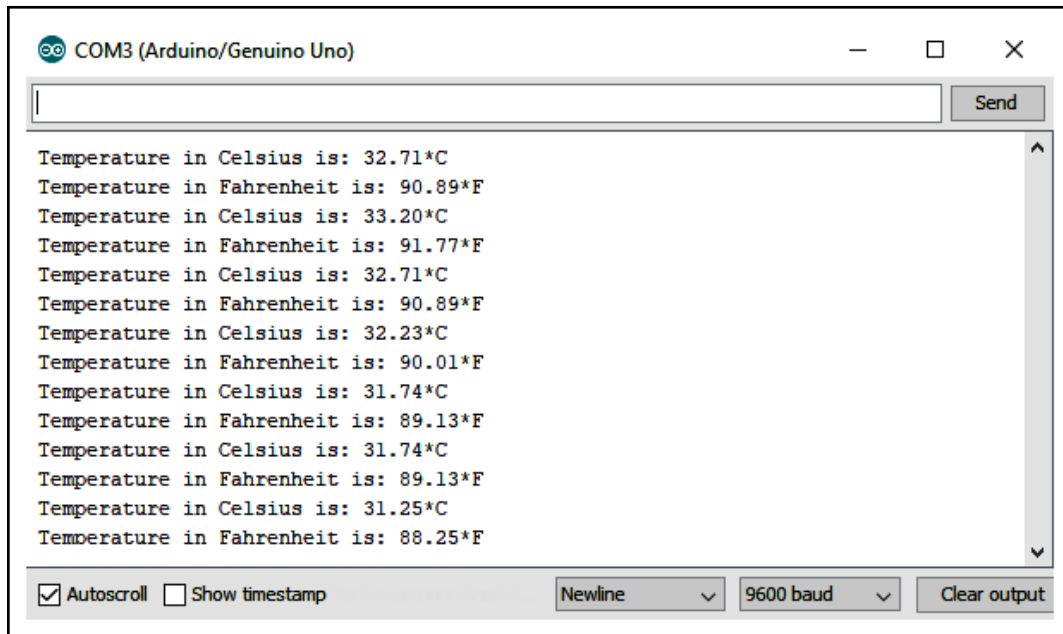 COM3 (Arduino/Genuino Uno)
Send
Temperature in Celsius is: 32.71*C
Temperature in Fahrenheit is: 90.89*F
Temperature in Celsius is: 33.20*C
Temperature in Fahrenheit is: 91.77*F
Temperature in Celsius is: 32.71*C
Temperature in Fahrenheit is: 90.89*F
Temperature in Celsius is: 32.23*C
Temperature in Fahrenheit is: 90.01*F
Temperature in Celsius is: 31.74*C
Temperature in Fahrenheit is: 89.13*F
Temperature in Celsius is: 31.74*C
Temperature in Fahrenheit is: 89.13*F
Temperature in Celsius is: 31.25*C
Temperature in Fahrenheit is: 88.25*F
Autoscroll Show timestamp Newline 9600 baud Clear output